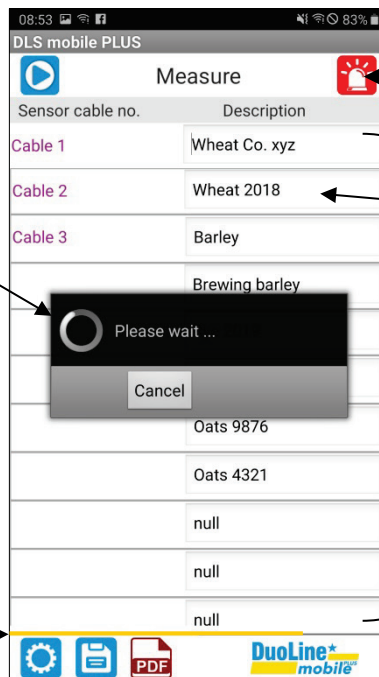 08:53 83%
DLS mobile PLUS
Measure
Sensor cable no. Description
Cable 1 Wheat Co. xyz
Cable 2 Wheat 2018
Cable 3 Barley
Brewing barley
Please wait ...
Cancel
Oats 9876
Oats 4321
null
null
null
PDF
DuoLine
mobile PLUS